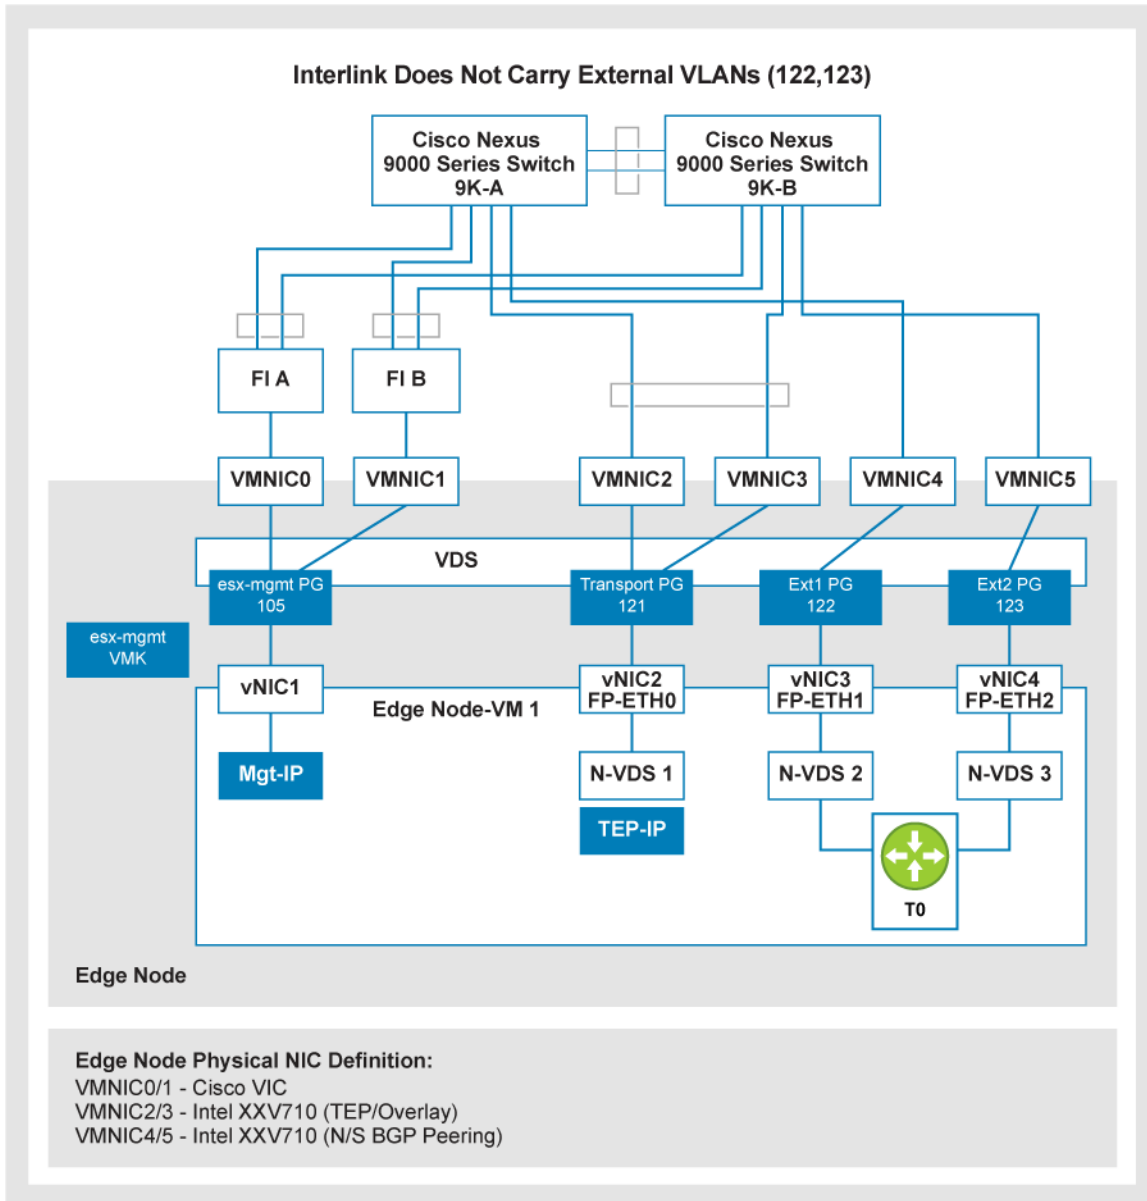 Interlink Does Not Carry External VLANs (122,123)
Cisco Nexus
9000 Series Switch
9K-A
Cisco Nexus
9000 Series Switch
9K-B
FI A
FI B
VMNIC0
VMNIC1
VMNIC2
VMNIC3
VMNIC4
VMNIC5
VDS
esx-mgmt PG
105
Transport PG
121
Ext1 PG
122
Ext2 PG
123
esx-mgmt
VMK
vNIC1
vNIC2
FP-ETH0
vNIC3
FP-ETH1
vNIC4
FP-ETH2
Edge Node-VM 1
Mgt-IP
N-VDS 1
N-VDS 2
N-VDS 3
TEP-IP
T0
Edge Node
Edge Node Physical NIC Definition:
VMNIC0/1 - Cisco VIC
VMNIC2/3 - Intel XXV710 (TEP/Overlay)
VMNIC4/5 - Intel XXV710 (N/S BGP Peering)